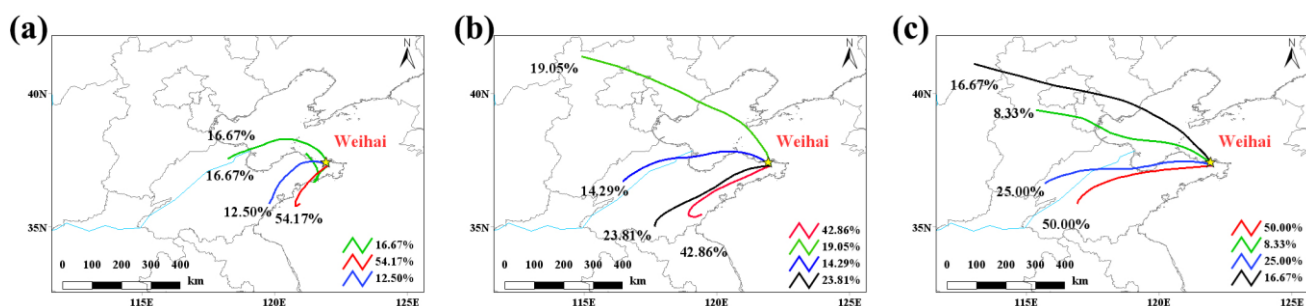 (a)
N
40N
35N
16.67%
Weihai
16.67%
12.50%
54.17%
16.67%
54.17%
12.50%
0 100 200 300 400
km
115E 120E 125E
(b)
N
19.05%
40N
Weihai
14.29%
35N
23.81%
42.86%
42.86%
19.05%
14.29%
23.81%
0 100 200 300 400
km
115E 120E 125E
(c)
N
16.67%
40N
8.33%
Weihai
25.00%
35N
50.00%
50.00%
8.33%
25.00%
16.67%
0 100 200 300 400
km
115E 120E 125E